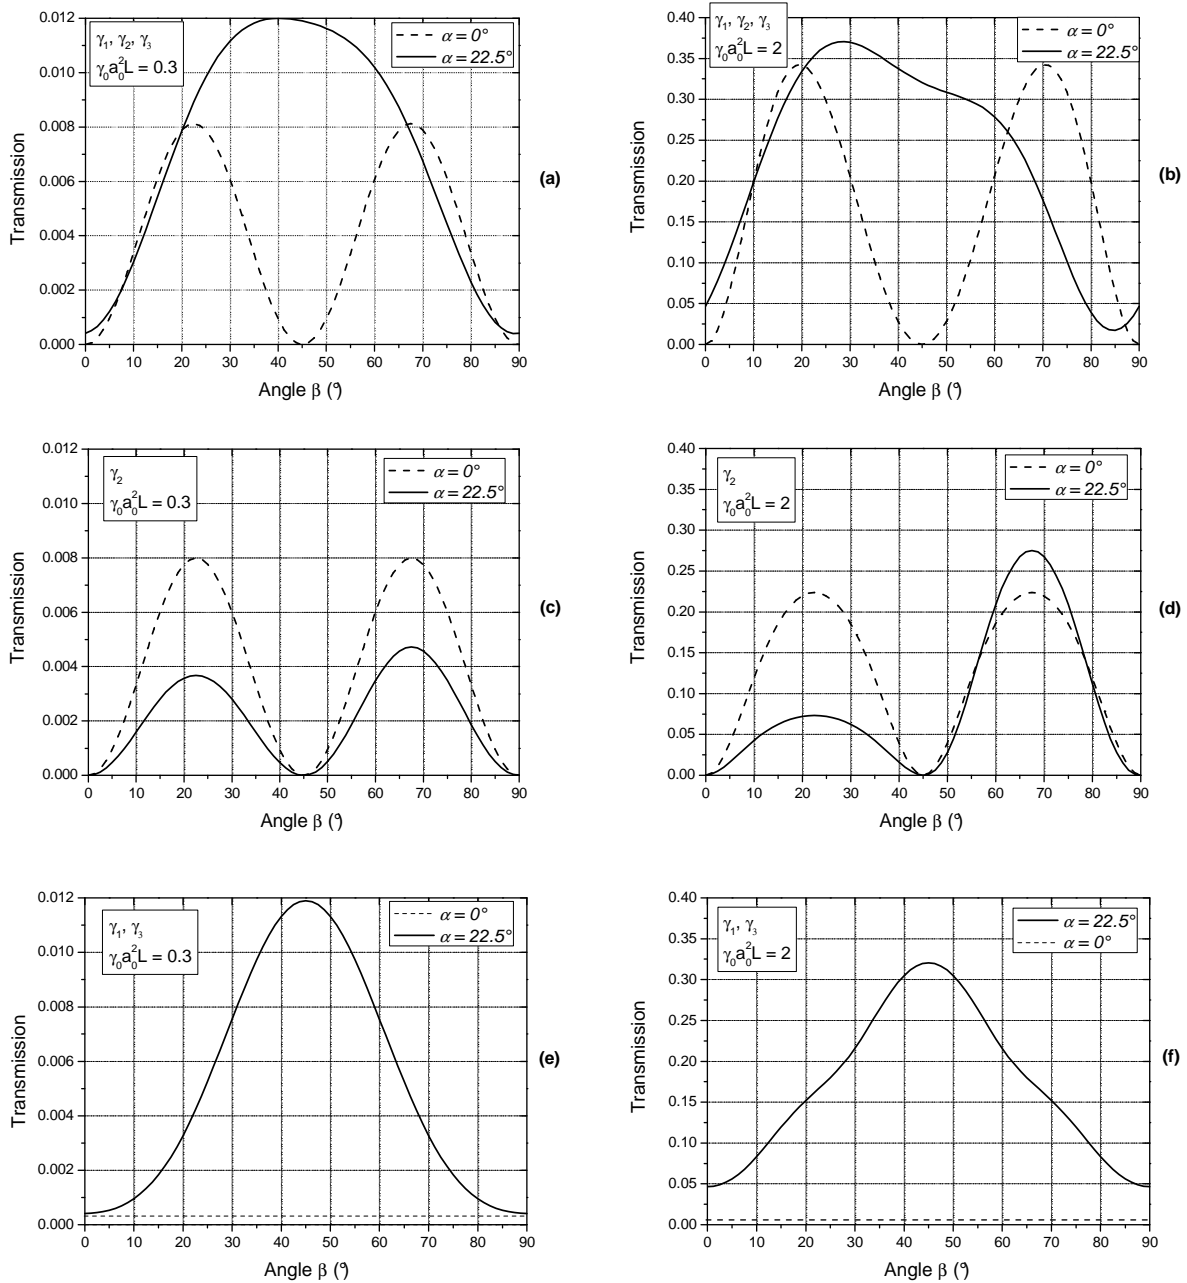 0.012
0.010
0.008
0.006
0.004
0.002
0.000
Transmission
γ₁, γ₂, γ₃
γ₀a₀²L = 0.3
α = 0°
α = 22.5°
0 10 20 30 40 50 60 70 80 90
Angle β (°)
(a)
0.40
0.35
0.30
0.25
0.20
0.15
0.10
0.05
0.00
Transmission
γ₁, γ₂, γ₃
γ₀a₀²L = 2
α = 0°
α = 22.5°
0 10 20 30 40 50 60 70 80 90
Angle β (°)
(b)
0.012
0.010
0.008
0.006
0.004
0.002
0.000
Transmission
γ₂
γ₀a₀²L = 0.3
α = 0°
α = 22.5°
0 10 20 30 40 50 60 70 80 90
Angle β (°)
(c)
0.40
0.35
0.30
0.25
0.20
0.15
0.10
0.05
0.00
Transmission
γ₂
γ₀a₀²L = 2
α = 0°
α = 22.5°
0 10 20 30 40 50 60 70 80 90
Angle β (°)
(d)
0.012
0.010
0.008
0.006
0.004
0.002
0.000
Transmission
γ₁, γ₃
γ₀a₀²L = 0.3
α = 0°
α = 22.5°
0 10 20 30 40 50 60 70 80 90
Angle β (°)
(e)
0.40
0.35
0.30
0.25
0.20
0.15
0.10
0.05
0.00
Transmission
γ₁, γ₃
γ₀a₀²L = 2
α = 22.5°
α = 0°
0 10 20 30 40 50 60 70 80 90
Angle β (°)
(f)